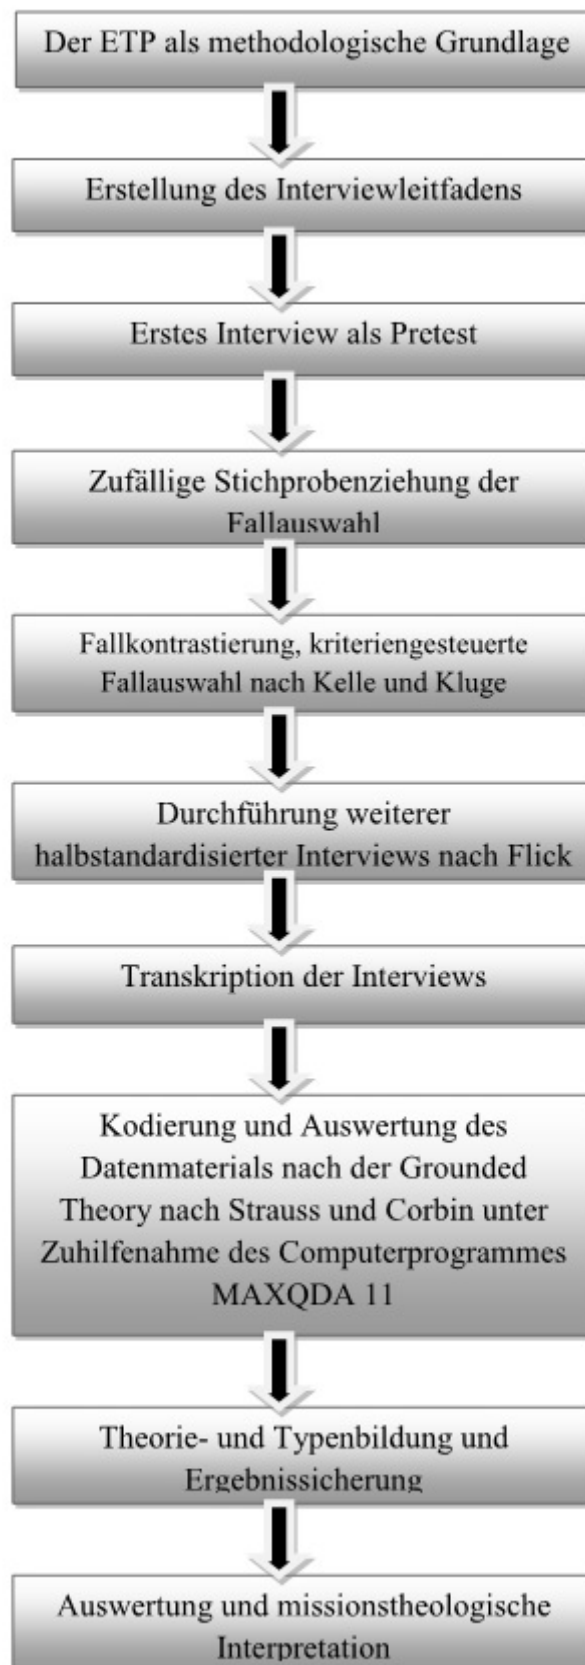 Der ETP als methodologische Grundlage
Erstellung des Interviewleitfadens
Erstes Interview als Pretest
Zufällige Stichprobenziehung der
Fallauswahl
Fallkontrastierung, kriteriengesteuerte
Fallauswahl nach Kelle und Kluge
Durchführung weiterer
halbstandardisierter Interviews nach Flick
Transkription der Interviews
Kodierung und Auswertung des
Datenmaterials nach der Grounded
Theory nach Strauss und Corbin unter
Zuhilfenahme des Computerprogrammes
MAXQDA 11
Theorie- und Typenbildung und
Ergebnissicherung
Auswertung und missionstheologische
Interpretation